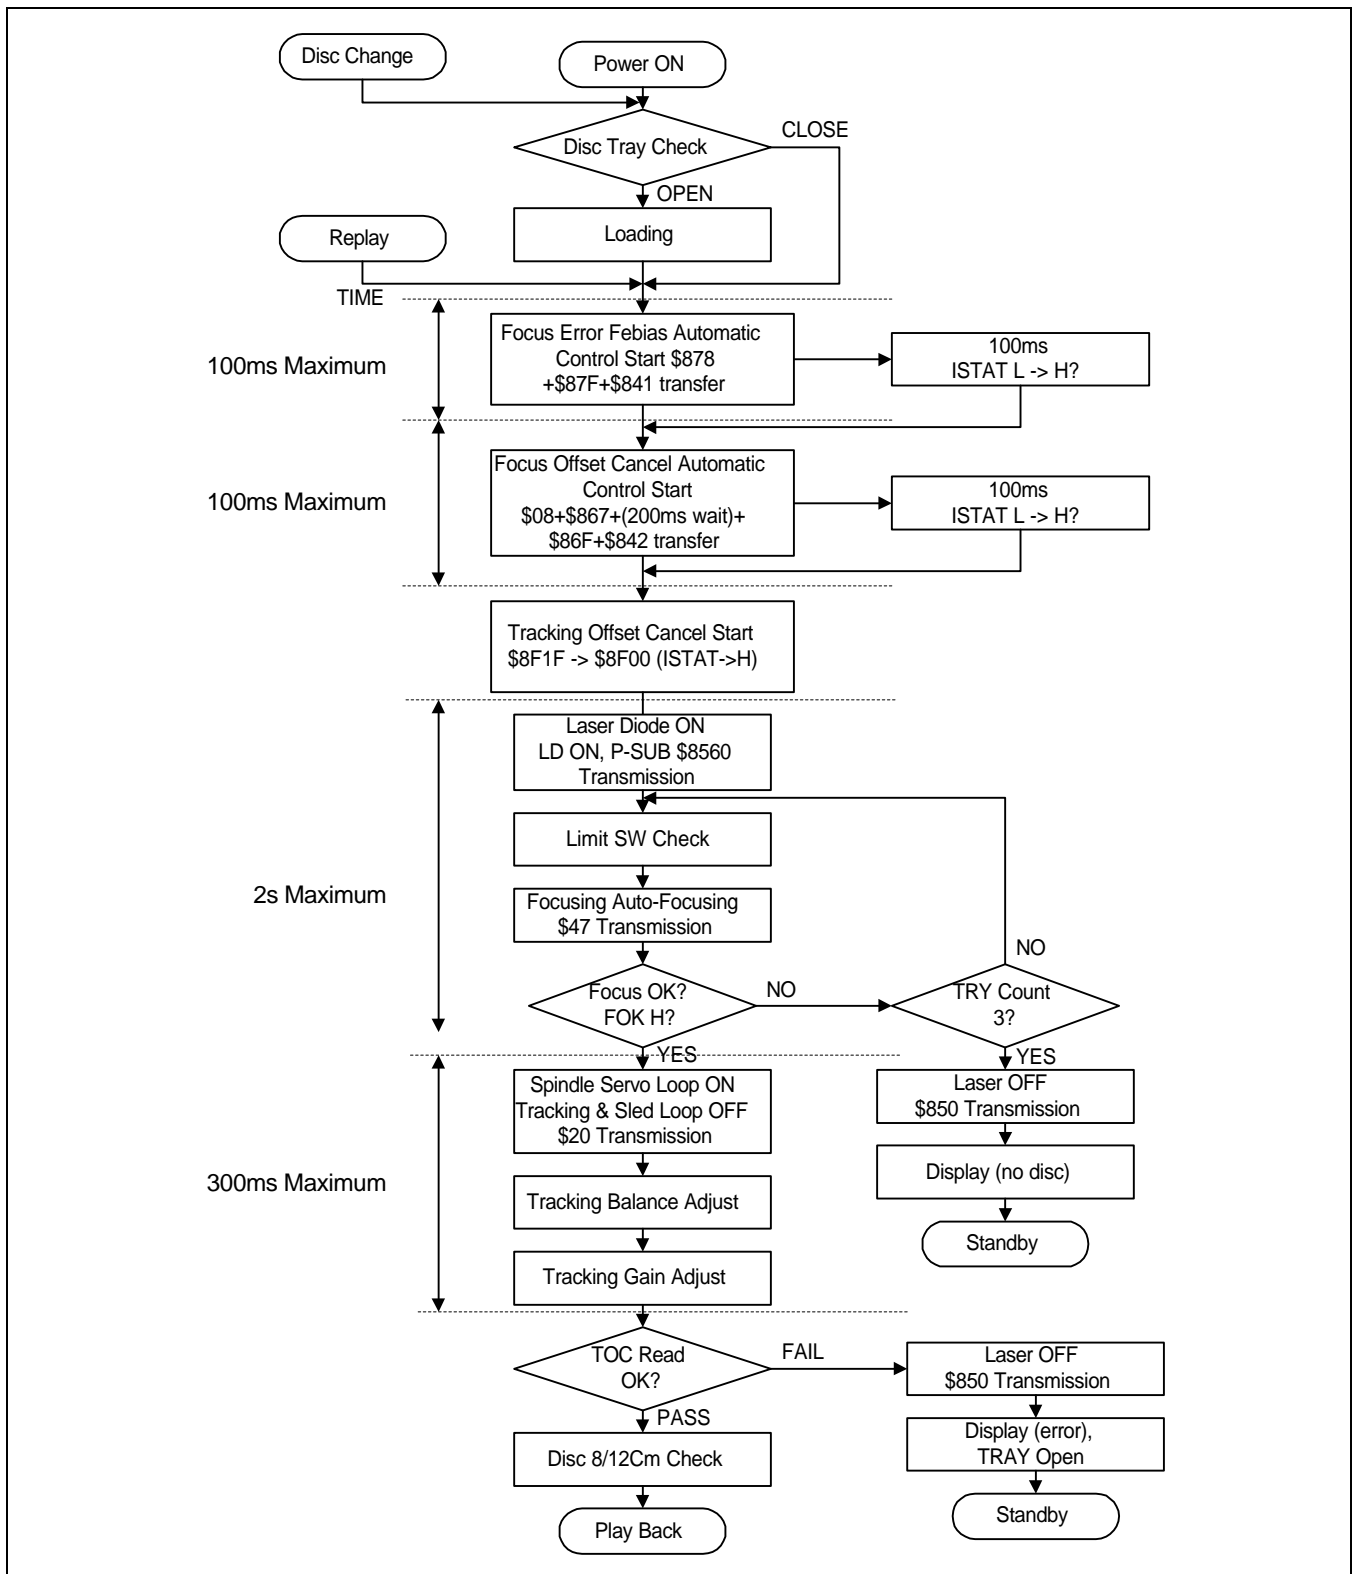 Disc Change
Power ON
Disc Tray Check
CLOSE
OPEN
Loading
Replay
TIME
100ms Maximum
Focus Error Febias Automatic
Control Start $878
+$87F+$841 transfer
100ms
ISTAT L -> H?
100ms Maximum
Focus Offset Cancel Automatic
Control Start
$08+$867+(200ms wait)+
$86F+$842 transfer
100ms
ISTAT L -> H?
Tracking Offset Cancel Start
$8F1F -> $8F00 (ISTAT->H)
2s Maximum
Laser Diode ON
LD ON, P-SUB $8560
Transmission
Limit SW Check
Focusing Auto-Focusing
$47 Transmission
Focus OK?
FOK H?
NO
TRY Count
3?
NO
YES
YES
300ms Maximum
Spindle Servo Loop ON
Tracking & Sled Loop OFF
$20 Transmission
Tracking Balance Adjust
Tracking Gain Adjust
Laser OFF
$850 Transmission
Display (no disc)
Standby
TOC Read
OK?
FAIL
PASS
Disc 8/12Cm Check
Play Back
Laser OFF
$850 Transmission
Display (error),
TRAY Open
Standby